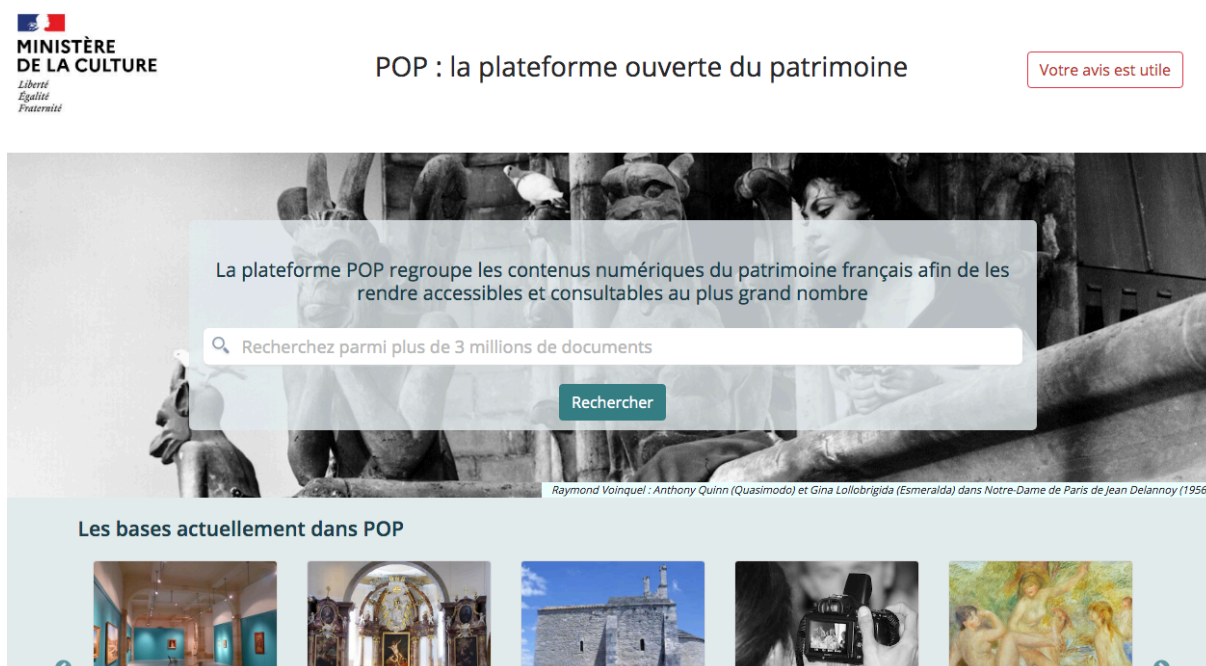 MINISTÈRE
DE LA CULTURE
Liberté
Égalité
Fraternité
POP : la plateforme ouverte du patrimoine
Votre avis est utile
La plateforme POP regroupe les contenus numériques du patrimoine français afin de les
rendre accessibles et consultables au plus grand nombre
Recherchez parmi plus de 3 millions de documents
Rechercher
Raymond Voinquel : Anthony Quinn (Quasimodo) et Gina Lollobrigida (Esmeralda) dans Notre-Dame de Paris de Jean Delannoy (1956
Les bases actuellement dans POP